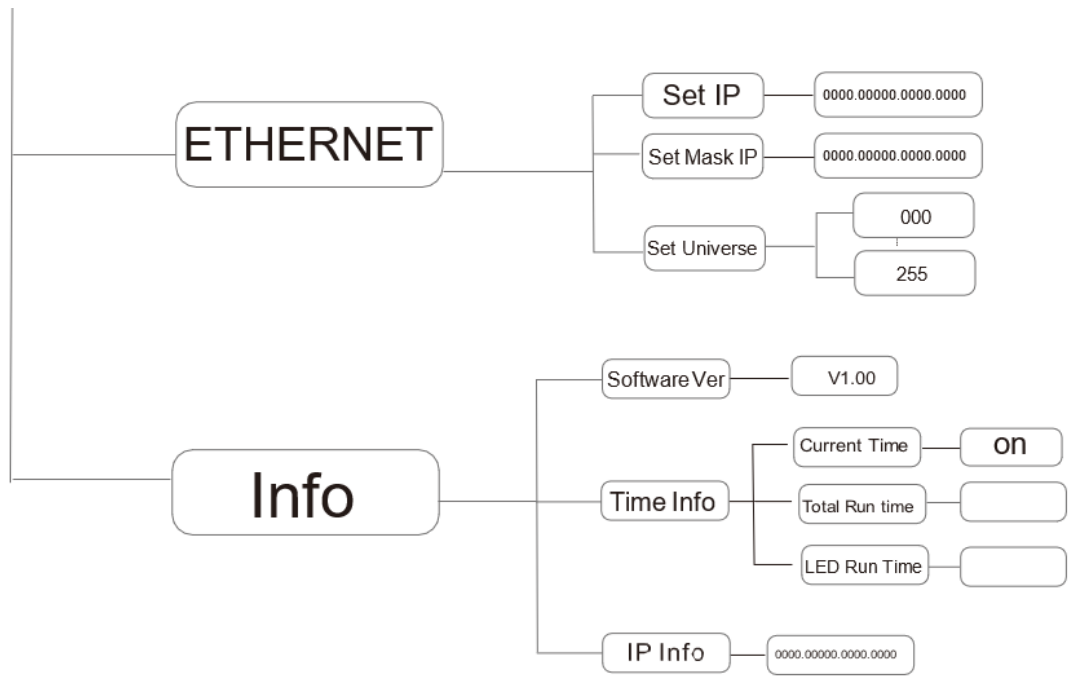 ETHERNET
Set IP
0000.00000.0000.0000
Set Mask IP
0000.00000.0000.0000
Set Universe
000
255
Info
Software Ver
V1.00
Time Info
Current Time
on
Total Run time
LED Run Time
IP Info
0000.00000.0000.0000